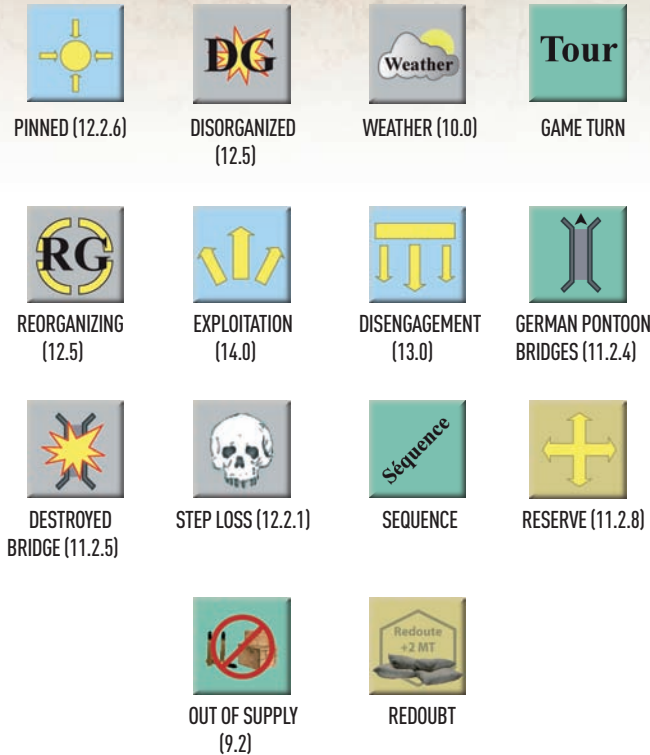 DG
Weather
Tour
PINNED (12.2.6)
DISORGANIZED
(12.5)
WEATHER (10.0)
GAME TURN
RG
REORGANIZING
(12.5)
EXPLOITATION
(14.0)
DISENGAGEMENT
(13.0)
GERMAN PONTOON
BRIDGES (11.2.4)
Séquence
DESTROYED
BRIDGE (11.2.5)
STEP LOSS (12.2.1)
SEQUENCE
RESERVE (11.2.8)
Redoute
+2 MT
OUT OF SUPPLY
(9.2)
REDOUBT